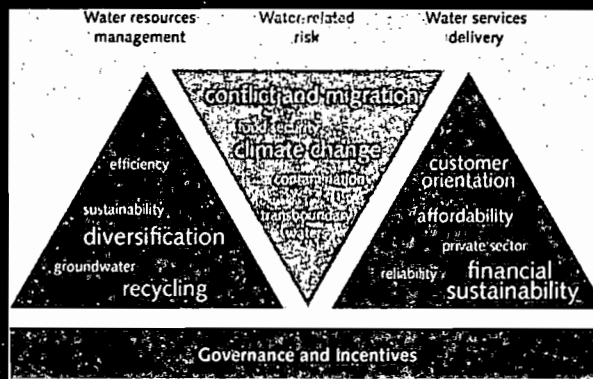 Water resources
management
Water-related
risk
Water services
delivery
efficiency
sustainability
diversification
groundwater
recycling
conflict and migration
food security
climate change
contamination
transboundary
water
customer
orientation
affordability
private sector
reliability
financial
sustainability
Governance and Incentives